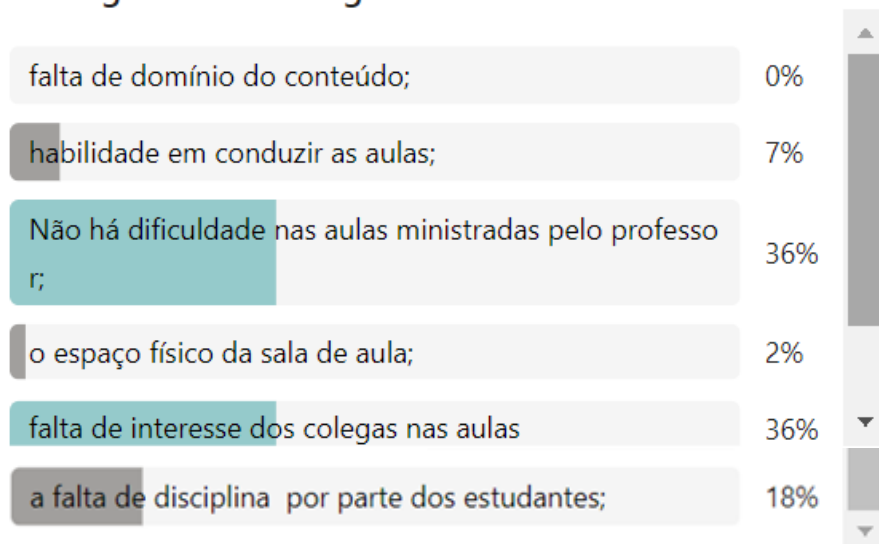 falta de domínio do conteúdo; 0%
habilidade em conduzir as aulas; 7%
Não há dificuldade nas aulas ministradas pelo professo
r; 36%
o espaço físico da sala de aula; 2%
falta de interesse dos colegas nas aulas 36%
a falta de disciplina por parte dos estudantes; 18%